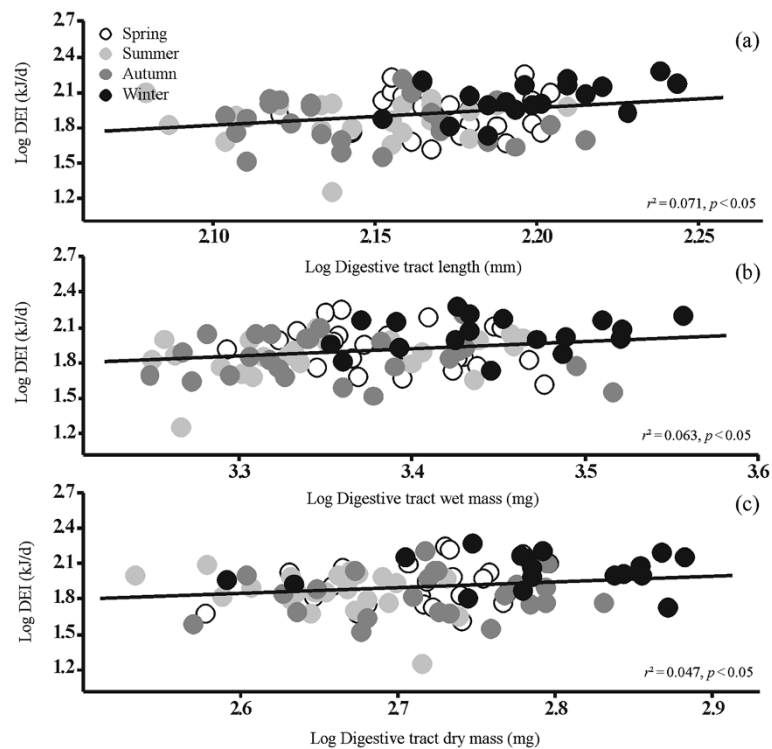 2.7
2.4
2.1
1.8
1.5
1.2
Log DEI (kJ/d)
Spring
Summer
Autumn
Winter
(a)
r² = 0.071, p < 0.05
2.10
2.15
2.20
2.25
Log Digestive tract length (mm)
2.7
2.4
2.1
1.8
1.5
1.2
Log DEI (kJ/d)
(b)
r² = 0.063, p < 0.05
3.3
3.4
3.5
3.6
Log Digestive tract wet mass (mg)
2.7
2.4
2.1
1.8
1.5
1.2
Log DEI (kJ/d)
(c)
r² = 0.047, p < 0.05
2.6
2.7
2.8
2.9
Log Digestive tract dry mass (mg)